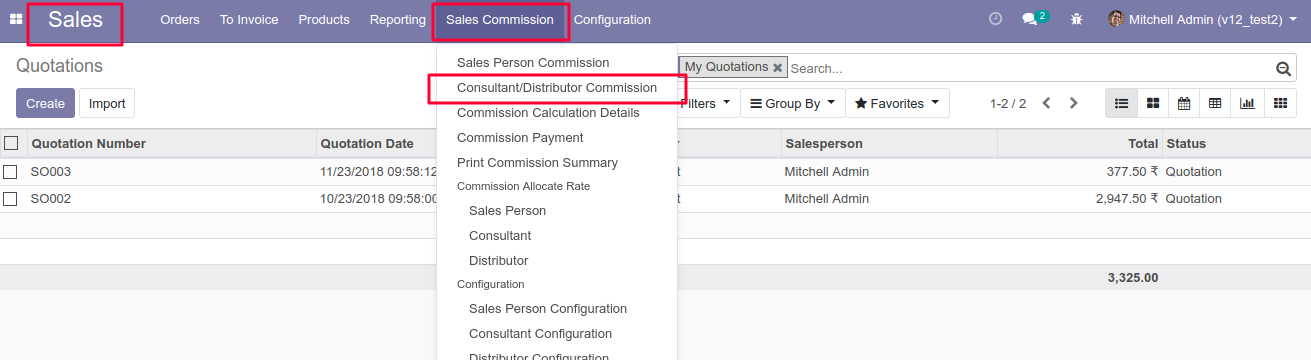 Sales Orders To Invoice Products Reporting Sales Commission Configuration 2 Mitchell Admin (v12_test2)
Quotations My Quotations Search...
Create Import Filters Group By Favorites 1-2 / 2
Sales Person Commission
Consultant/Distributor Commission
Commission Calculation Details
Commission Payment
Print Commission Summary
Commission Allocate Rate
Sales Person
Consultant
Distributor
Configuration
Sales Person Configuration
Consultant Configuration
Distributor Configuration
Quotation Number Quotation Date Salesperson Total Status
SO003 11/23/2018 09:58:12 Mitchell Admin 377.50 ₹ Quotation
SO002 10/23/2018 09:58:00 Mitchell Admin 2,947.50 ₹ Quotation
3,325.00